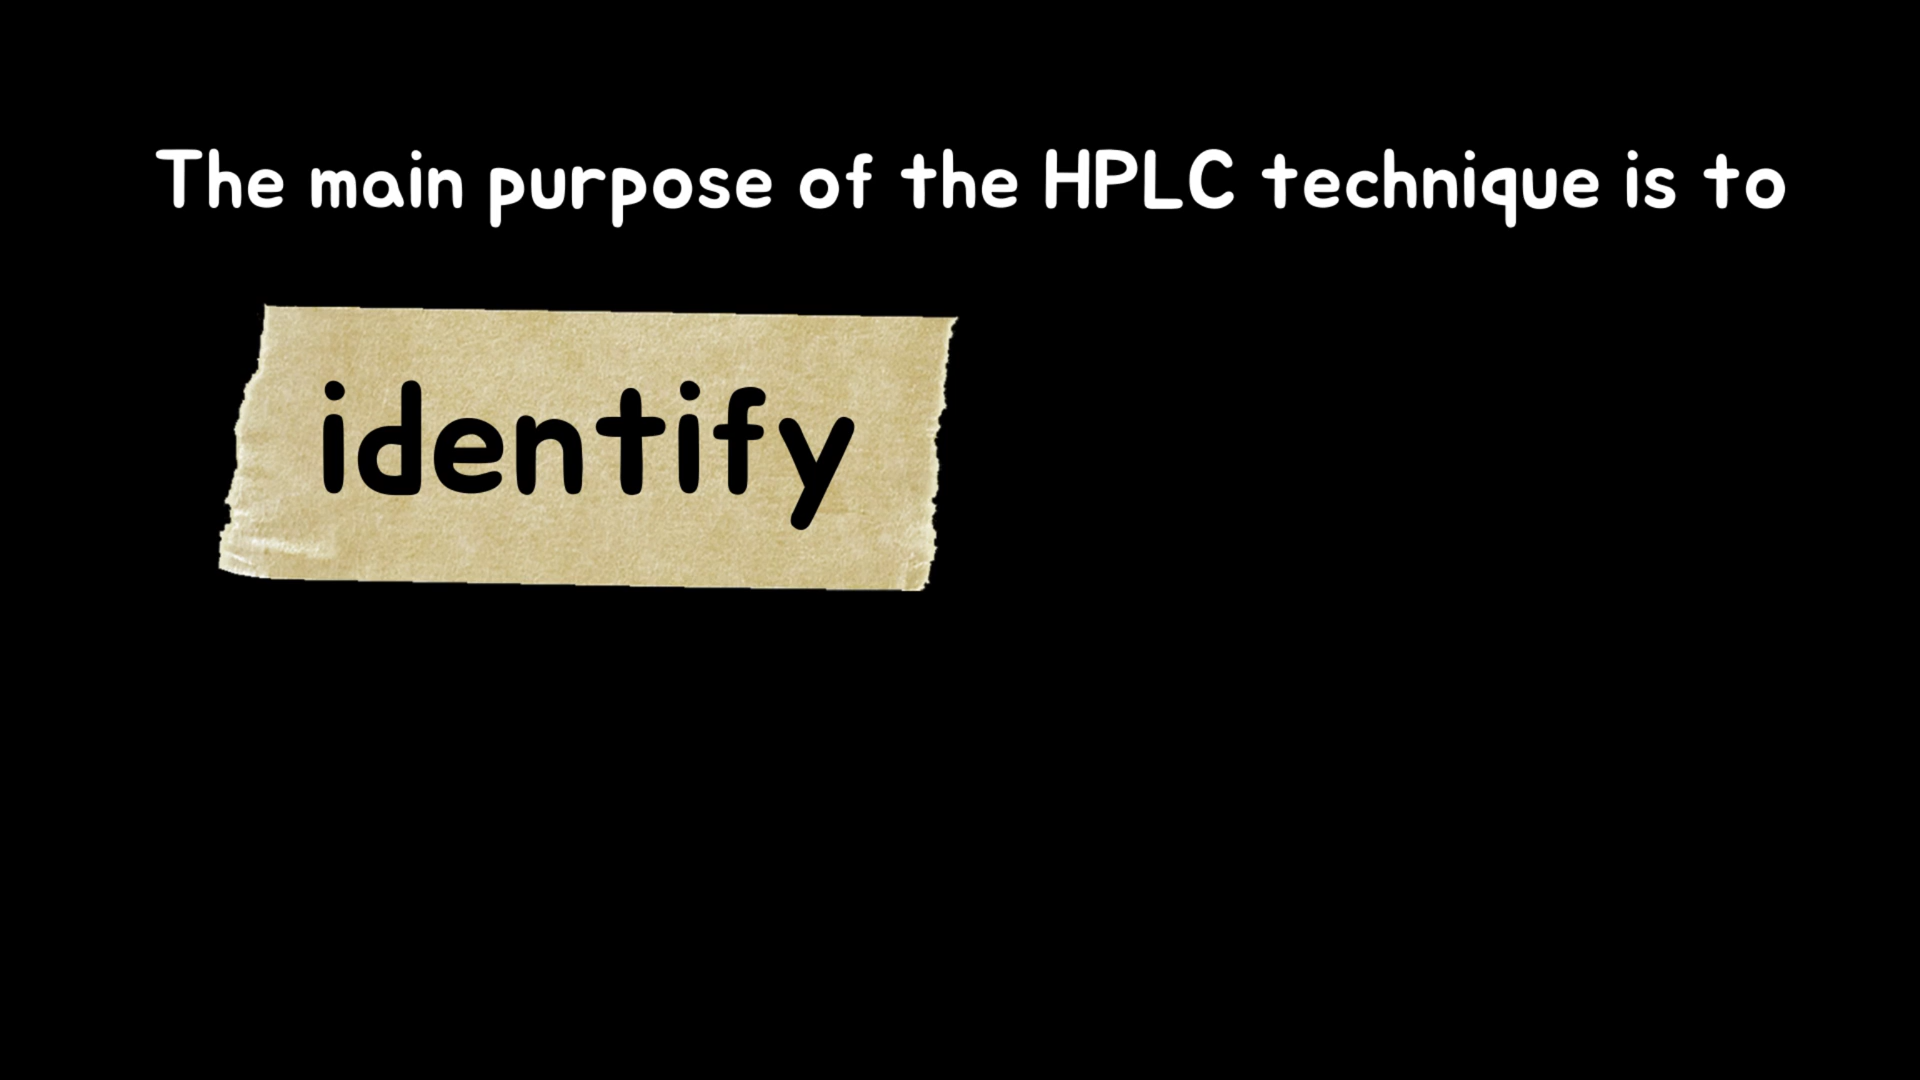 The main purpose of the HPLC technique is to
identify